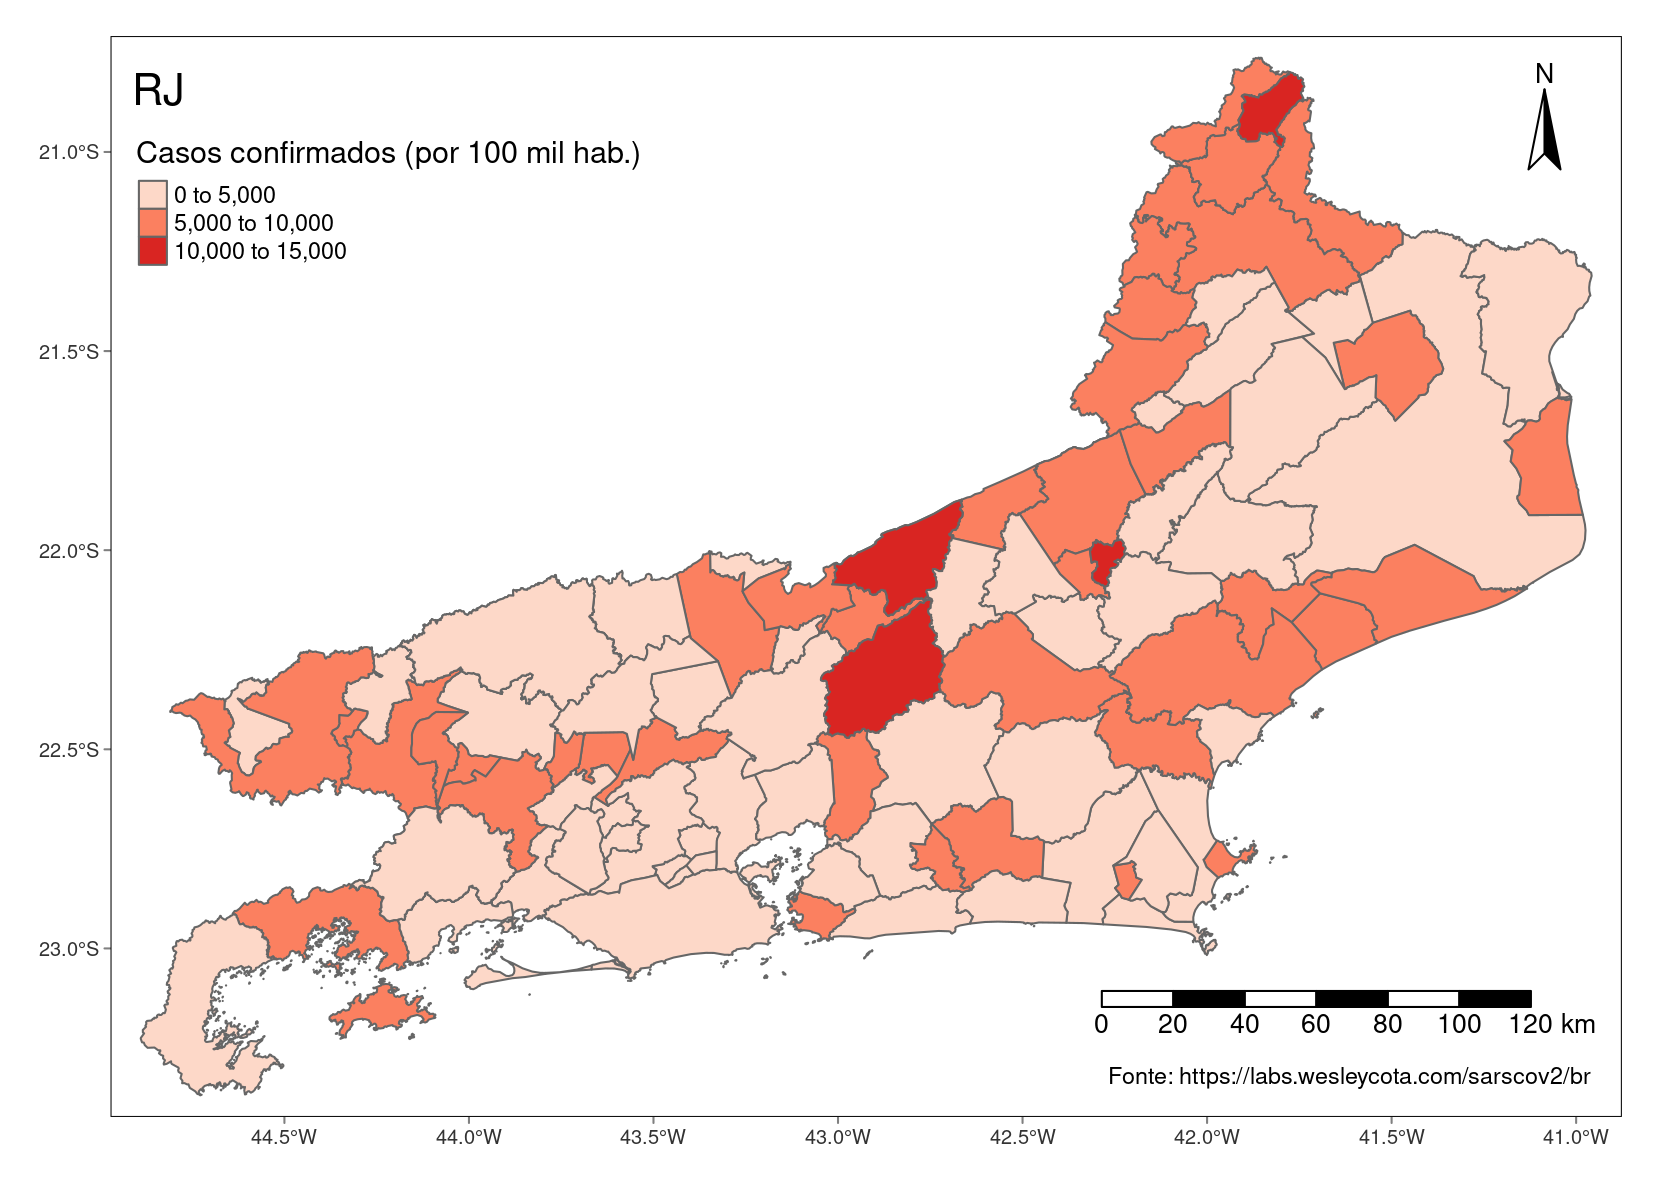 RJ
N
Casos confirmados (por 100 mil hab.)
0 to 5,000
5,000 to 10,000
10,000 to 15,000
21.0°S
21.5°S
22.0°S
22.5°S
23.0°S
0 20 40 60 80 100 120 km
Fonte: https://labs.wesleycota.com/sarscov2/br
44.5°W 44.0°W 43.5°W 43.0°W 42.5°W 42.0°W 41.5°W 41.0°W